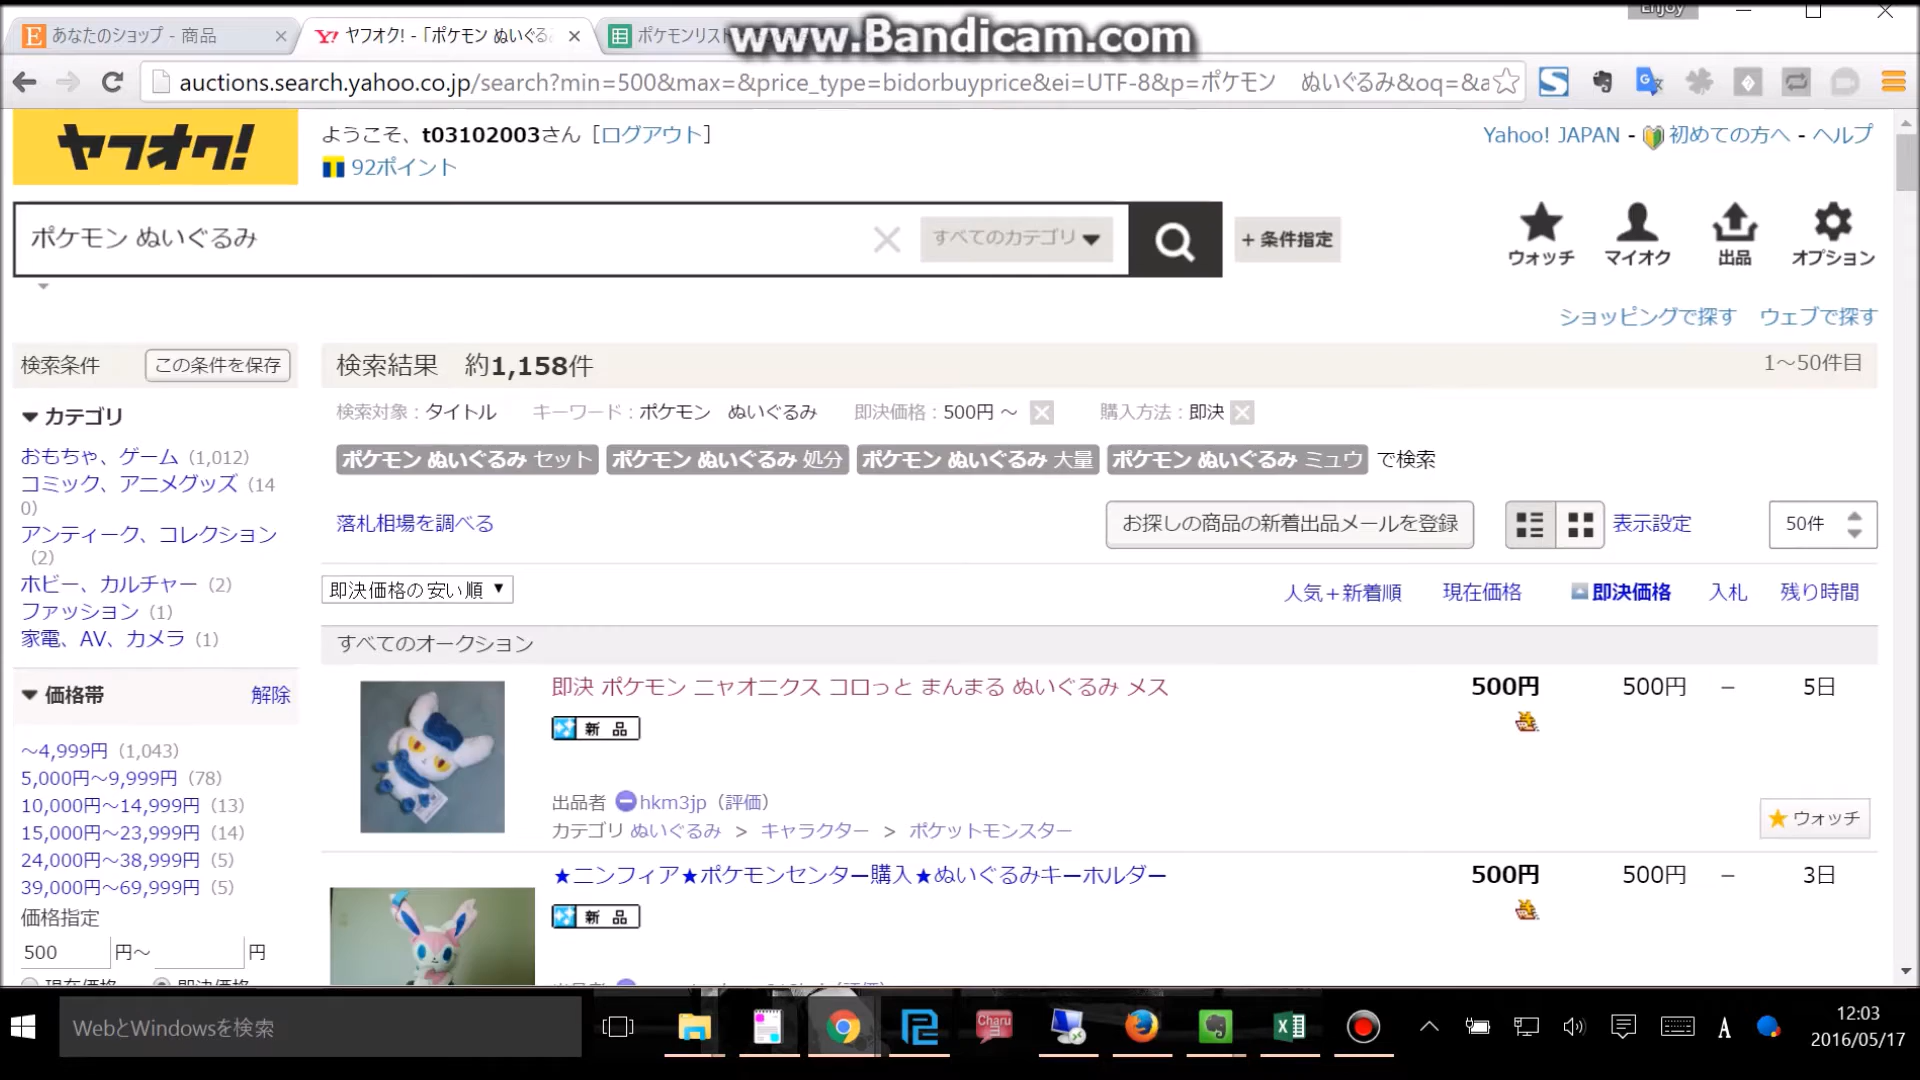 www.Bandicam.com
Enjoy
あなたのショップ - 商品
ヤフオク! - 「ポケモン ぬいぐる
ポケモンリスト
auctions.search.yahoo.co.jp/search?min=500&max=&price_type=bidorbuyprice&ei=UTF-8&p=ポケモン　ぬいぐるみ&oq=&a
ヤフオク!
ようこそ、t03102003さん [ログアウト]
92ポイント
Yahoo! JAPAN - 初めての方へ - ヘルプ
ポケモン ぬいぐるみ
すべてのカテゴリ▼
+ 条件指定
ウォッチ
マイオク
出品
オプション
ショッピングで探す ウェブで探す
検索条件
この条件を保存
検索結果 約1,158件
1～50件目
検索対象：タイトル キーワード：ポケモン　ぬいぐるみ 即決価格：500円 ～ 購入方法：即決
ポケモン ぬいぐるみ セット ポケモン ぬいぐるみ 処分 ポケモン ぬいぐるみ 大量 ポケモン ぬいぐるみ ミュウ で検索
▼ カテゴリ
おもちゃ、ゲーム (1,012)
コミック、アニメグッズ (14
0)
アンティーク、コレクション
(2)
ホビー、カルチャー (2)
ファッション (1)
家電、AV、カメラ (1)
落札相場を調べる
お探しの商品の新着出品メールを登録
表示設定
50件
即決価格の安い順 ▼
人気＋新着順 現在価格 即決価格 入札 残り時間
すべてのオークション
▼ 価格帯 解除
～4,999円 (1,043)
5,000円～9,999円 (78)
10,000円～14,999円 (13)
15,000円～23,999円 (14)
24,000円～38,999円 (5)
39,000円～69,999円 (5)
価格指定
500 円～ 円
現在価格 即決価格
即決 ポケモン ニャオニクス コロっと まんまる ぬいぐるみ メス
500円 500円 − 5日
新品
出品者 hkm3jp（評価）
カテゴリ ぬいぐるみ > キャラクター > ポケットモンスター
ウォッチ
★ニンフィア★ポケモンセンター購入★ぬいぐるみキーホルダー
500円 500円 − 3日
新品
WebとWindowsを検索
Charu
A
12:03
2016/05/17